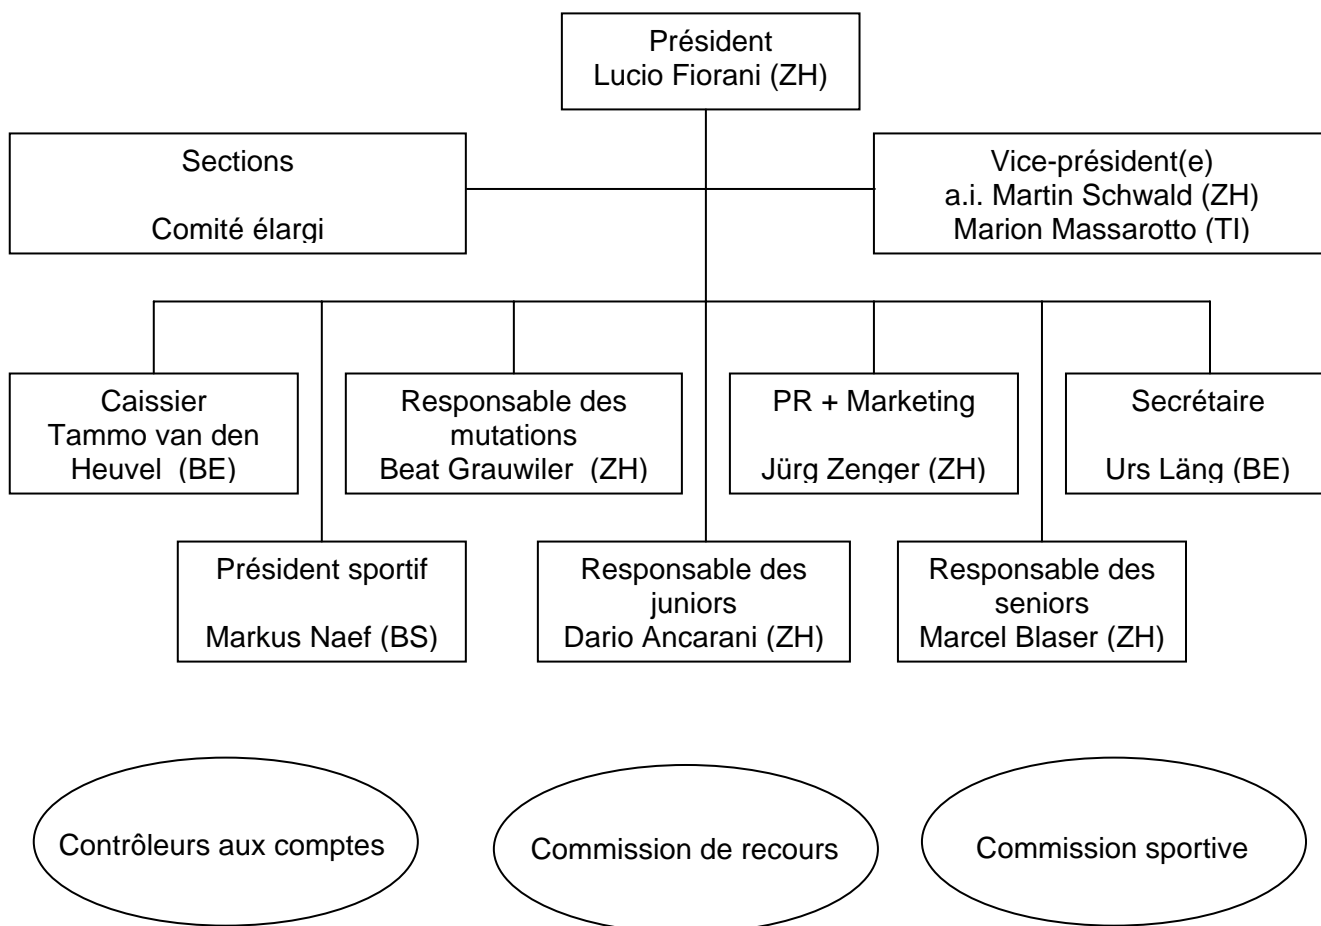 Président
Lucio Fiorani (ZH)
Sections
Comité élargi
Vice-président(e)
a.i. Martin Schwald (ZH)
Marion Massarotto (TI)
Caissier
Tammo van den
Heuvel  (BE)
Responsable des
mutations
Beat Grauwiler  (ZH)
PR + Marketing
Jürg Zenger (ZH)
Secrétaire
Urs Läng (BE)
Président sportif
Markus Naef (BS)
Responsable des
juniors
Dario Ancarani (ZH)
Responsable des
seniors
Marcel Blaser (ZH)
Contrôleurs aux comptes
Commission de recours
Commission sportive